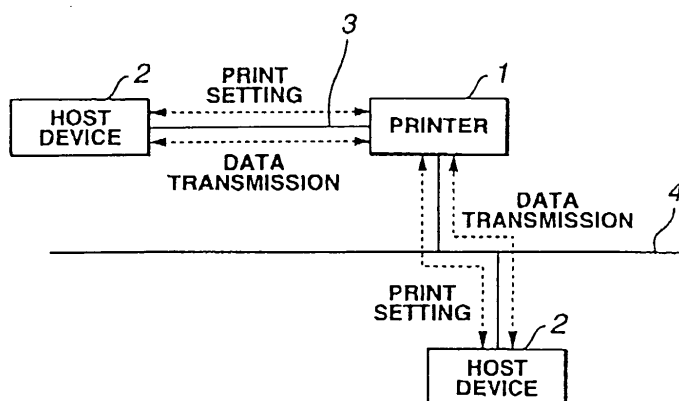 3
2
1
PRINT
SETTING
HOST
DEVICE
PRINTER
DATA
TRANSMISSION
DATA
TRANSMISSION
4
PRINT
SETTING
2
HOST
DEVICE